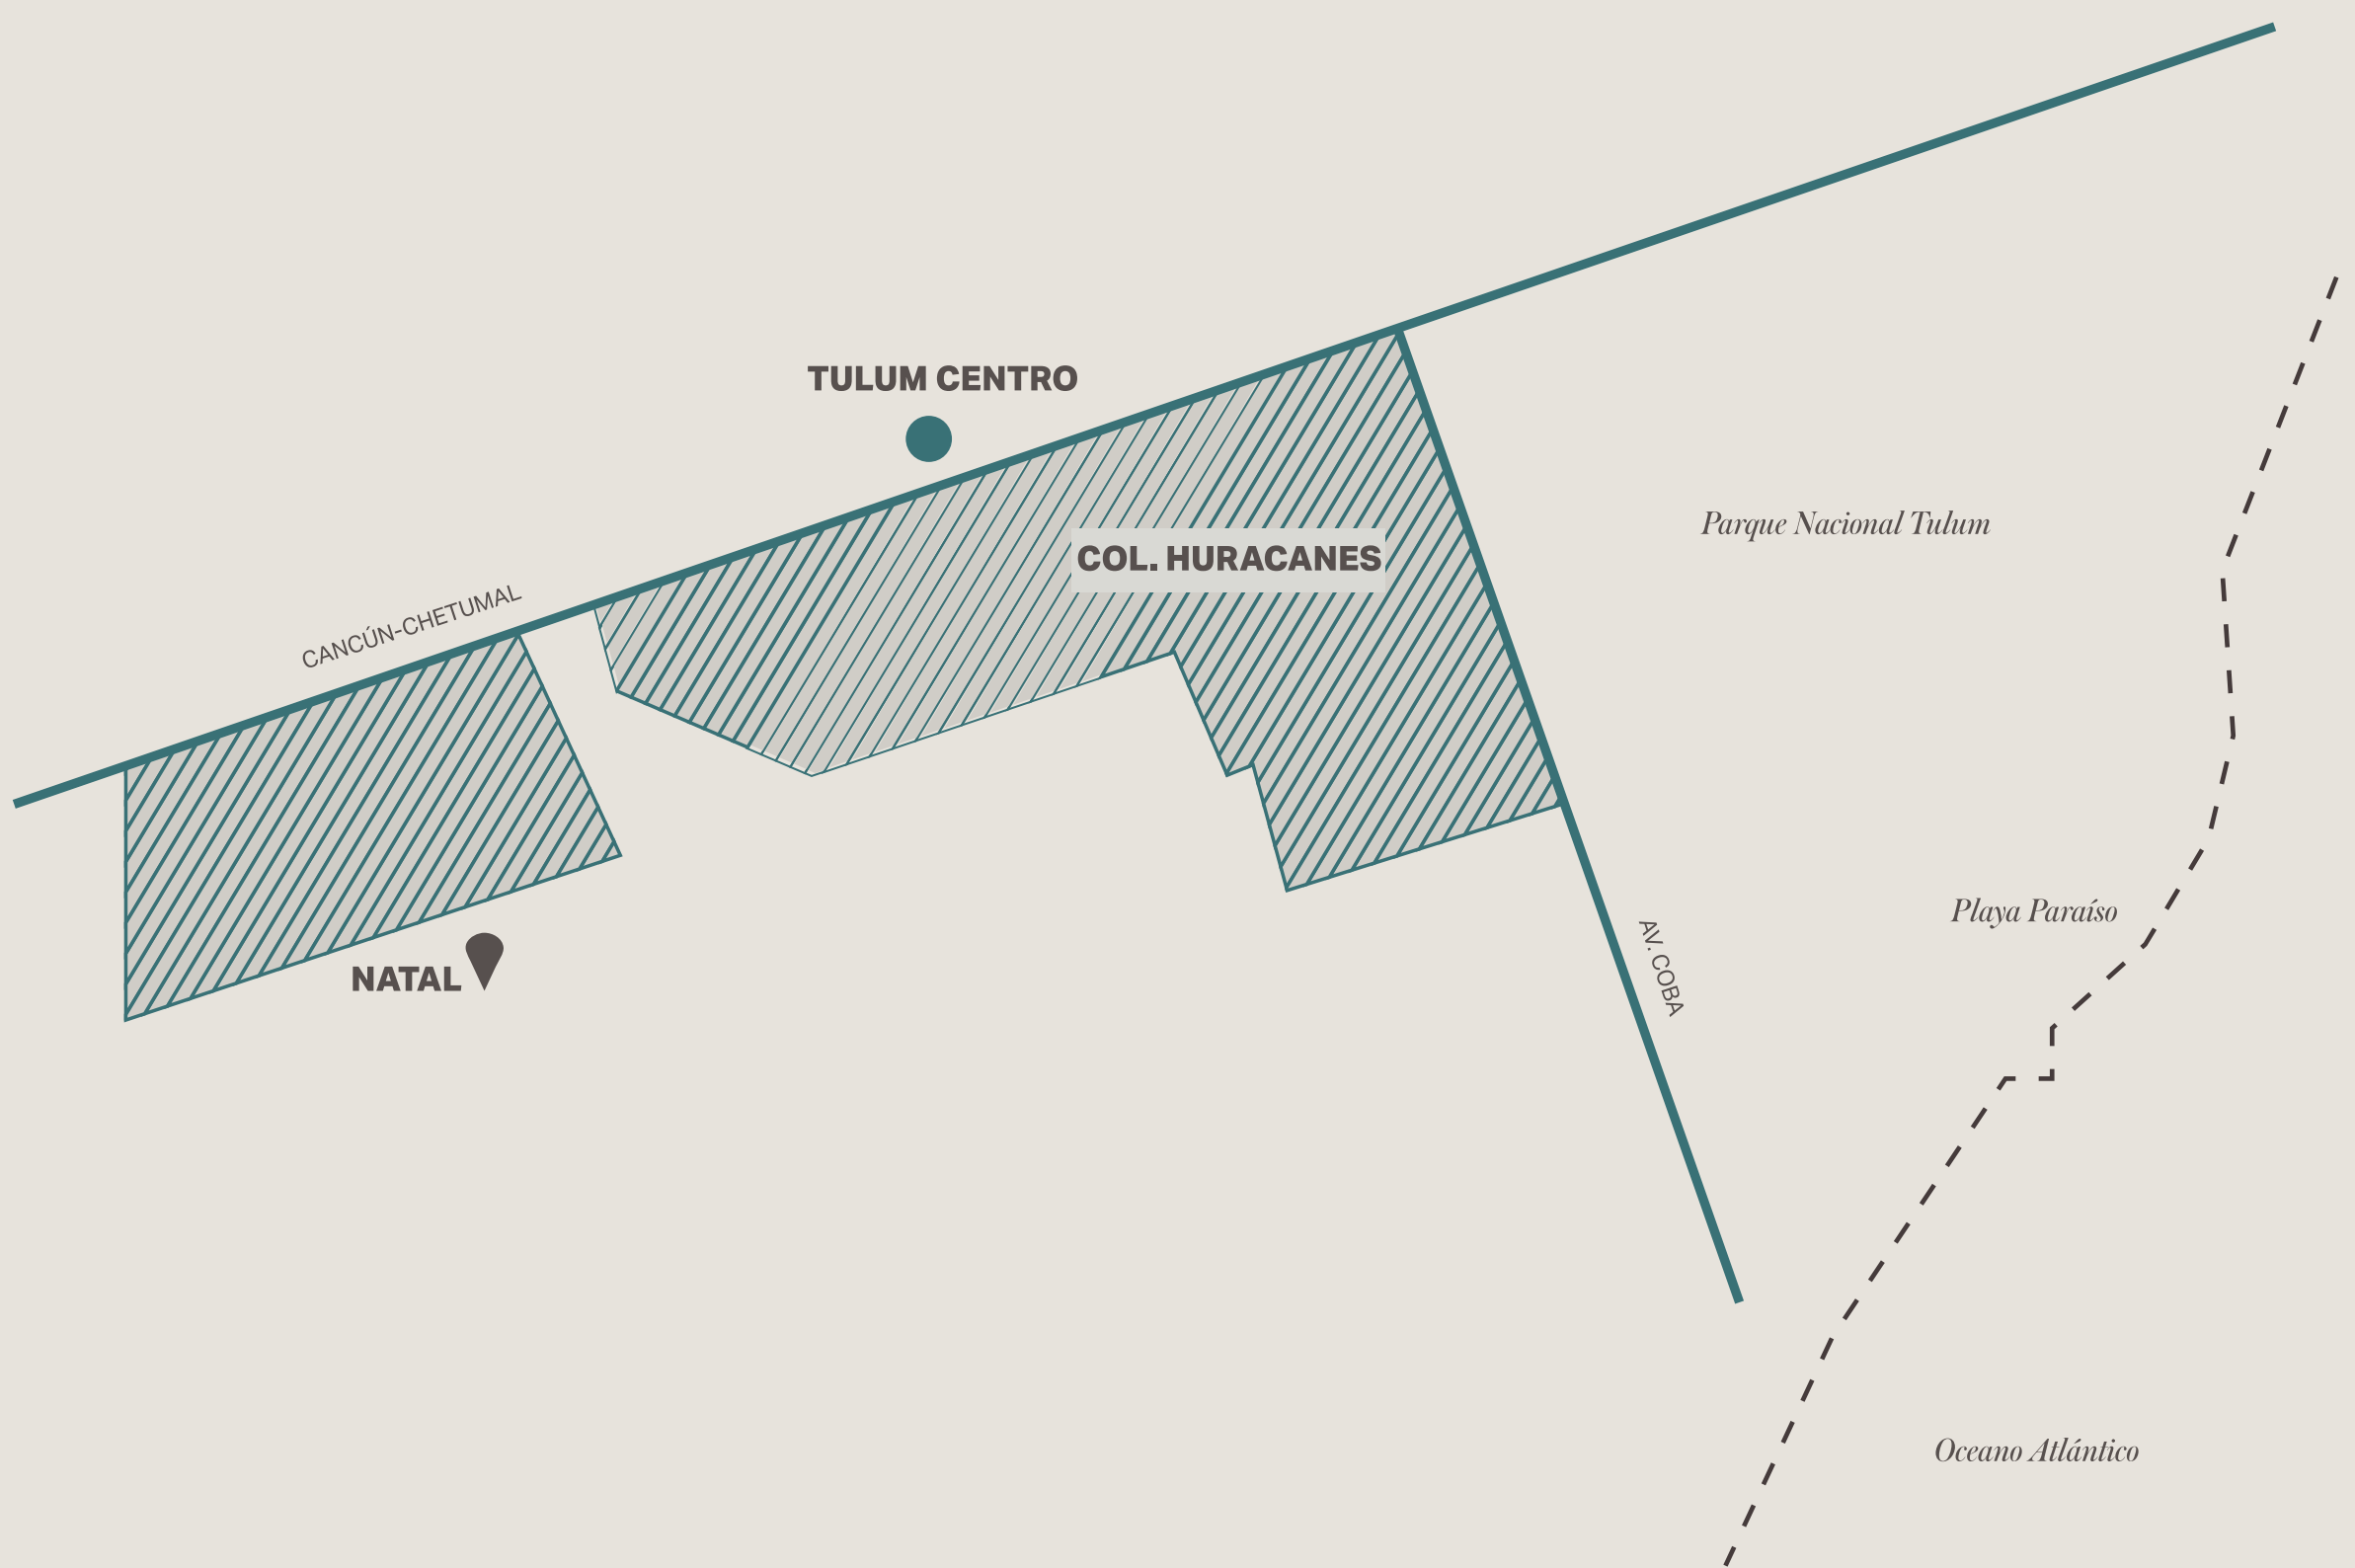 TULUM CENTRO
Parque Nacional Tulum
COL. HURACANES
CANCÚN-CHETUMAL
Playa Paraíso
NATAL
AV. COBA
Oceano Atlántico